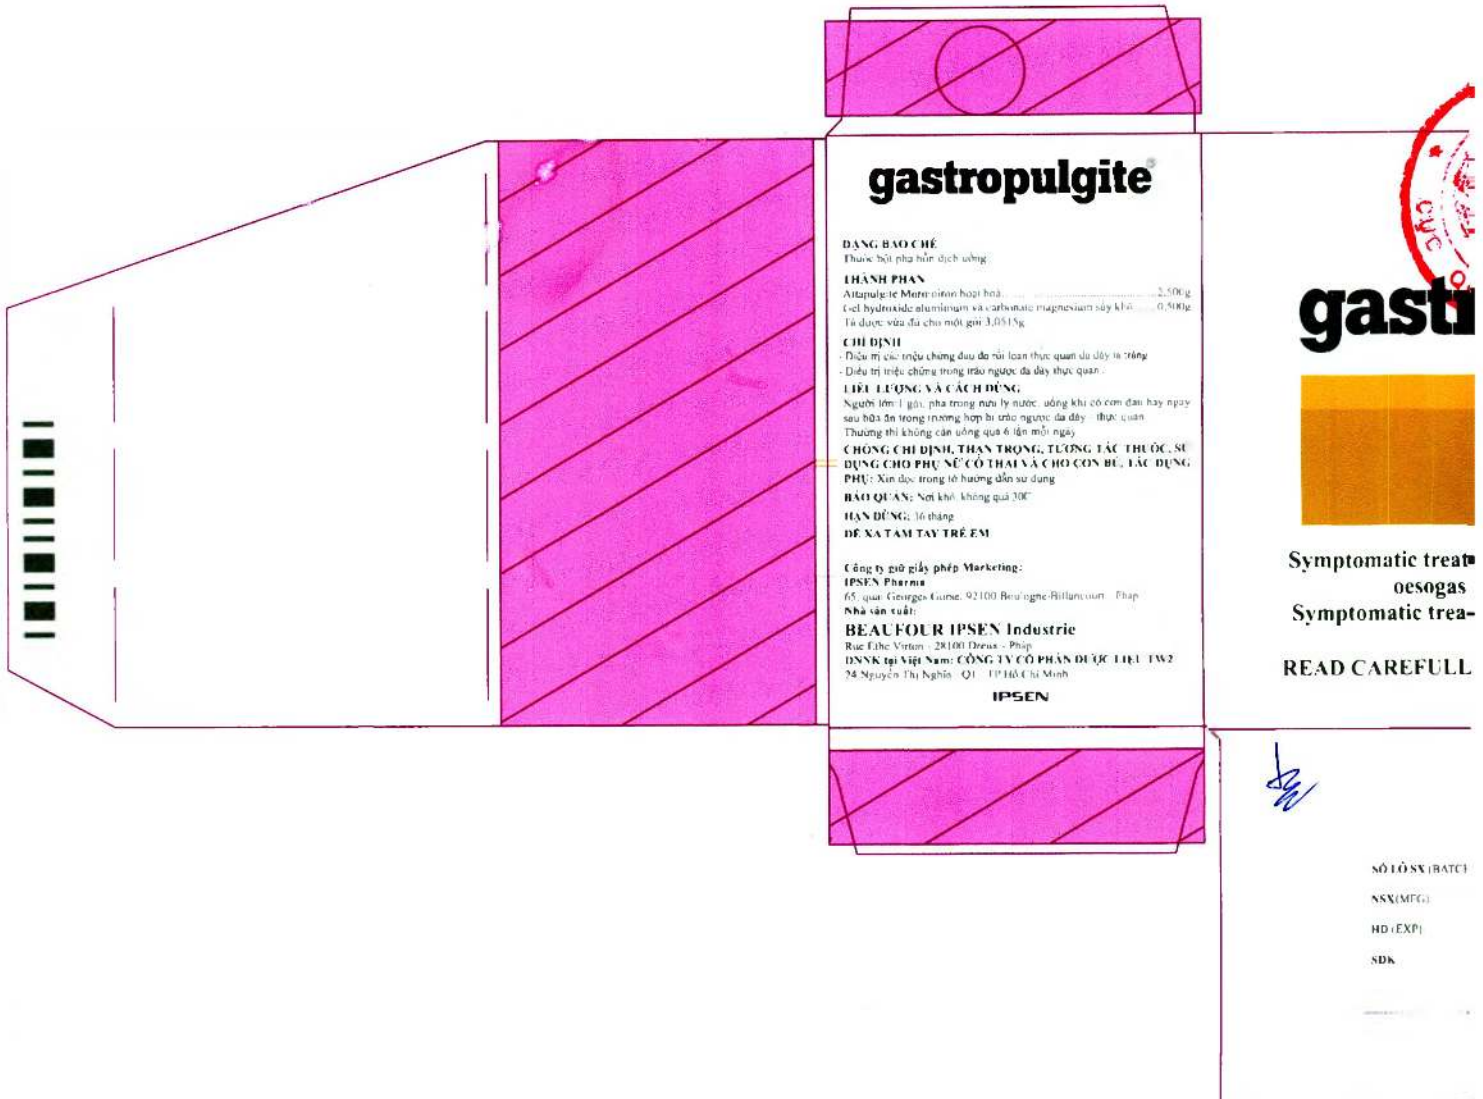 gastropulgite®
DẠNG BÀO CHẾ
Thuốc bột pha hỗn dịch uống
THÀNH PHẦN
Attapulgite Mormoiron hoạt hoá 2,500g
Gel hydroxide aluminium và carbonate magnesium sấy khô 0,500g
Tá dược vừa đủ cho một gói 3,0515g
CHỈ ĐỊNH
- Điều trị các triệu chứng đau do rối loạn thực quản dạ dày tá tràng
- Điều trị triệu chứng trong trào ngược dạ dày thực quản.
LIỀU LƯỢNG VÀ CÁCH DÙNG
Người lớn: 1 gói, pha trong nửa ly nước, uống khi có cơn đau hay ngay
sau bữa ăn trong trường hợp bị trào ngược dạ dày - thực quản
Thường thì không cần uống quá 6 lần mỗi ngày
CHỐNG CHỈ ĐỊNH, THẬN TRỌNG, TƯƠNG TÁC THUỐC, SỬ
DỤNG CHO PHỤ NỮ CÓ THAI VÀ CHO CON BÚ, TÁC DỤNG
PHỤ: Xin đọc trong tờ hướng dẫn sử dụng
BẢO QUẢN: Nơi khô, không quá 30C
HẠN DÙNG: 36 tháng
ĐỂ XA TẦM TAY TRẺ EM
Công ty giữ giấy phép Marketing:
IPSEN Pharma
65, quai Georges Gorse, 92100 Boulogne-Billancourt - Pháp
Nhà sản xuất:
BEAUFOUR IPSEN Industrie
Rue Ethe Virton - 28100 Dreux - Pháp
DNNK tại Việt Nam: CÔNG TY CỔ PHẦN DƯỢC LIỆU TW2
24 Nguyễn Thị Nghĩa - Q1 - TP Hồ Chí Minh
IPSEN
CỤC
gast
Symptomatic treat
oesogas
Symptomatic trea
READ CAREFULL
SỐ LÔ SX (BATCH
NSX(MFG)
HD (EXP)
SDK